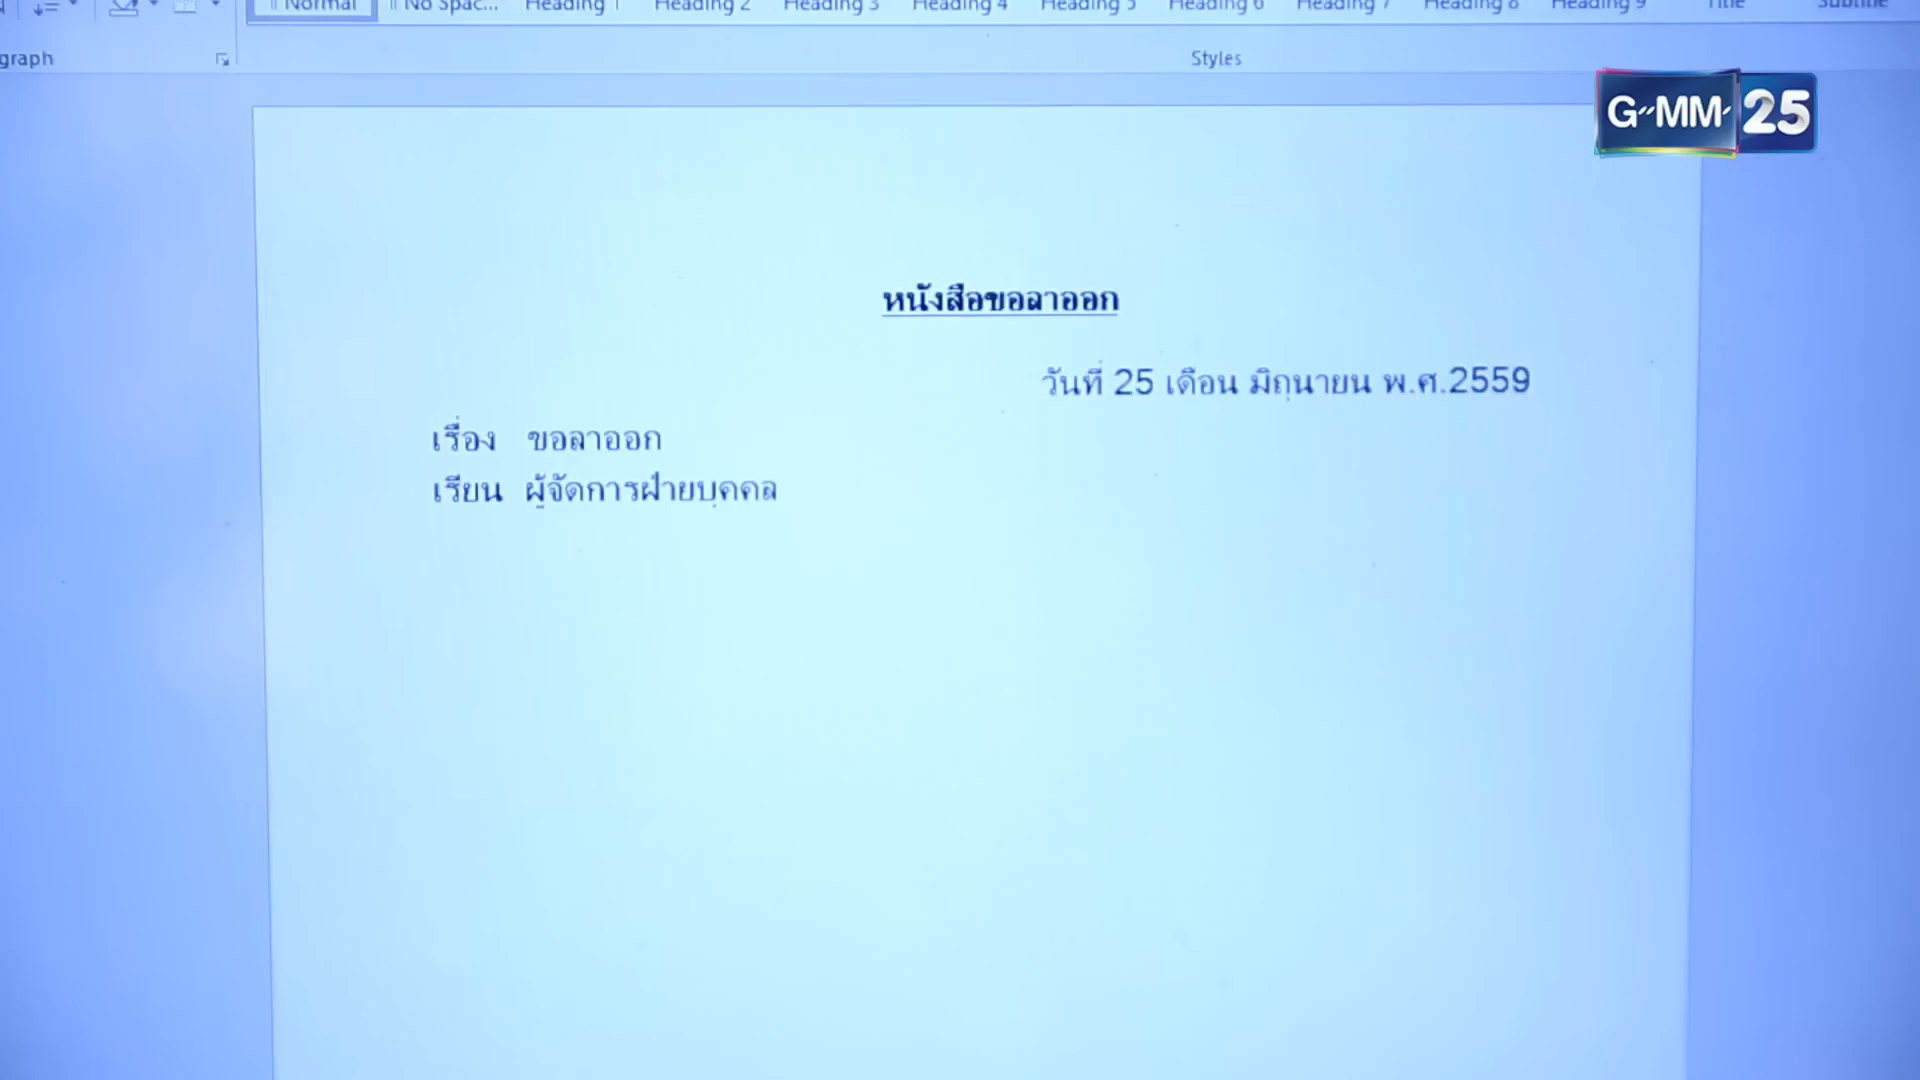 Normal No Spac... Heading 1 Heading 2 Heading 3 Heading 4 Heading 5 Heading 6 Heading 7 Heading 8 Heading 9 Title Subtitle
graph Styles
GMM 25
หนังสือขอลาออก
วันที่ 25 เดือน มิถุนายน พ.ศ.2559
เรื่อง ขอลาออก
เรียน ผู้จัดการฝ่ายบุคคล